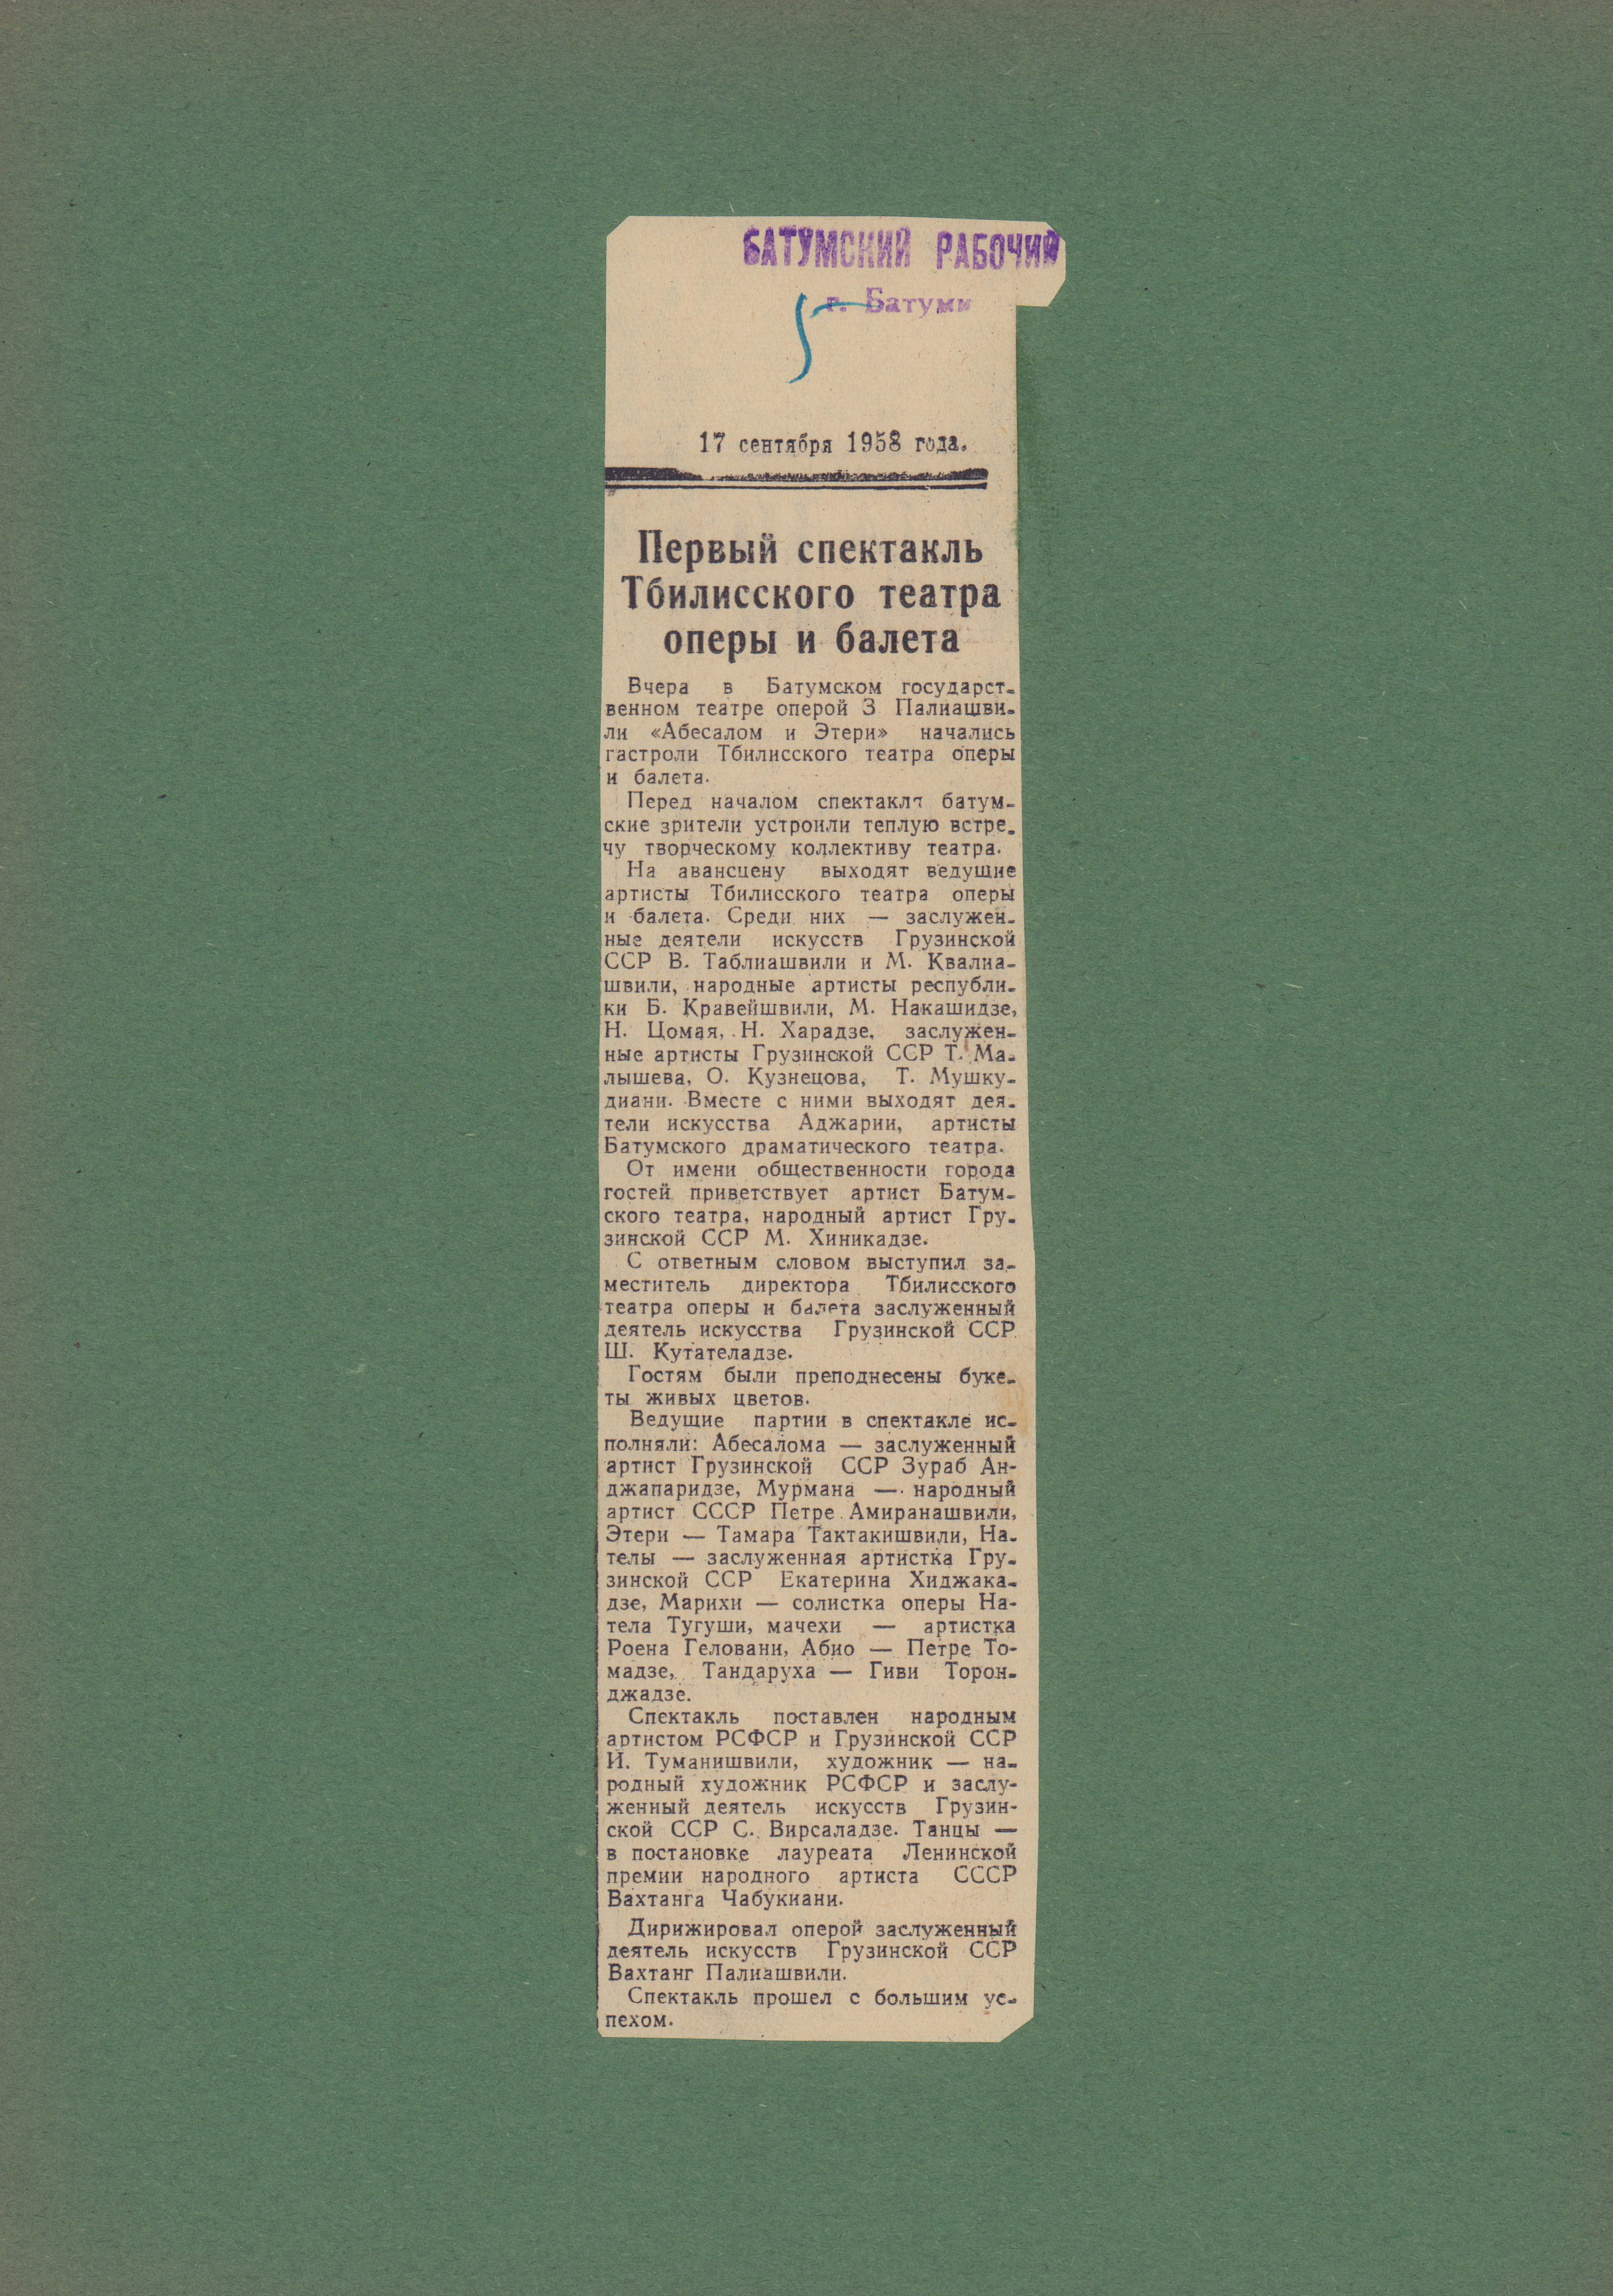 БАТУМСКИЙ РАБОЧИЙ
г. Батуми
5
17 сентября 1958 года.
Первый спектакль
Тбилисского театра
оперы и балета
Вчера в Батумском государст-
венном театре оперой З Палиашви-
ли «Абесалом и Этери» начались
гастроли Тбилисского театра оперы
и балета.
Перед началом спектакля батум-
ские зрители устроили теплую встре-
чу творческому коллективу театра.
На авансцену выходят ведущие
артисты Тбилисского театра оперы
и балета. Среди них — заслужен-
ные деятели искусств Грузинской
ССР В. Таблиашвили и М. Квалиа-
швили, народные артисты республи-
ки Б. Кравейшвили, М. Накашидзе,
Н. Цомая, Н. Харадзе, заслужен-
ные артисты Грузинской ССР Т. Ма-
лышева, О. Кузнецова, Т. Мушку-
диани. Вместе с ними выходят дея-
тели искусства Аджарии, артисты
Батумского драматического театра.
От имени общественности города
гостей приветствует артист Батум-
ского театра, народный артист Гру-
зинской ССР М. Хиникадзе.
С ответным словом выступил за-
меститель директора Тбилисского
театра оперы и балета заслуженный
деятель искусства Грузинской ССР
Ш. Кутателадзе.
Гостям были преподнесены буке-
ты живых цветов.
Ведущие партии в спектакле ис-
полняли: Абесалома — заслуженный
артист Грузинской ССР Зураб Ан-
джапаридзе, Мурмана — народный
артист СССР Петре Амиранашвили,
Этери — Тамара Тактакишвили, На-
телы — заслуженная артистка Гру-
зинской ССР Екатерина Хиджака-
дзе, Марихи — солистка оперы На-
тела Тугуши, мачехи — артистка
Роена Геловани, Абио — Петре То-
мадзе, Тандаруха — Гиви Торон-
джадзе.
Спектакль поставлен народным
артистом РСФСР и Грузинской ССР
И. Туманишвили, художник — на-
родный художник РСФСР и заслу-
женный деятель искусств Грузин-
ской ССР С. Вирсаладзе. Танцы —
в постановке лауреата Ленинской
премии народного артиста СССР
Вахтанга Чабукиани.
Дирижировал оперой заслуженный
деятель искусств Грузинской ССР
Вахтанг Палиашвили.
Спектакль прошел с большим ус-
пехом.